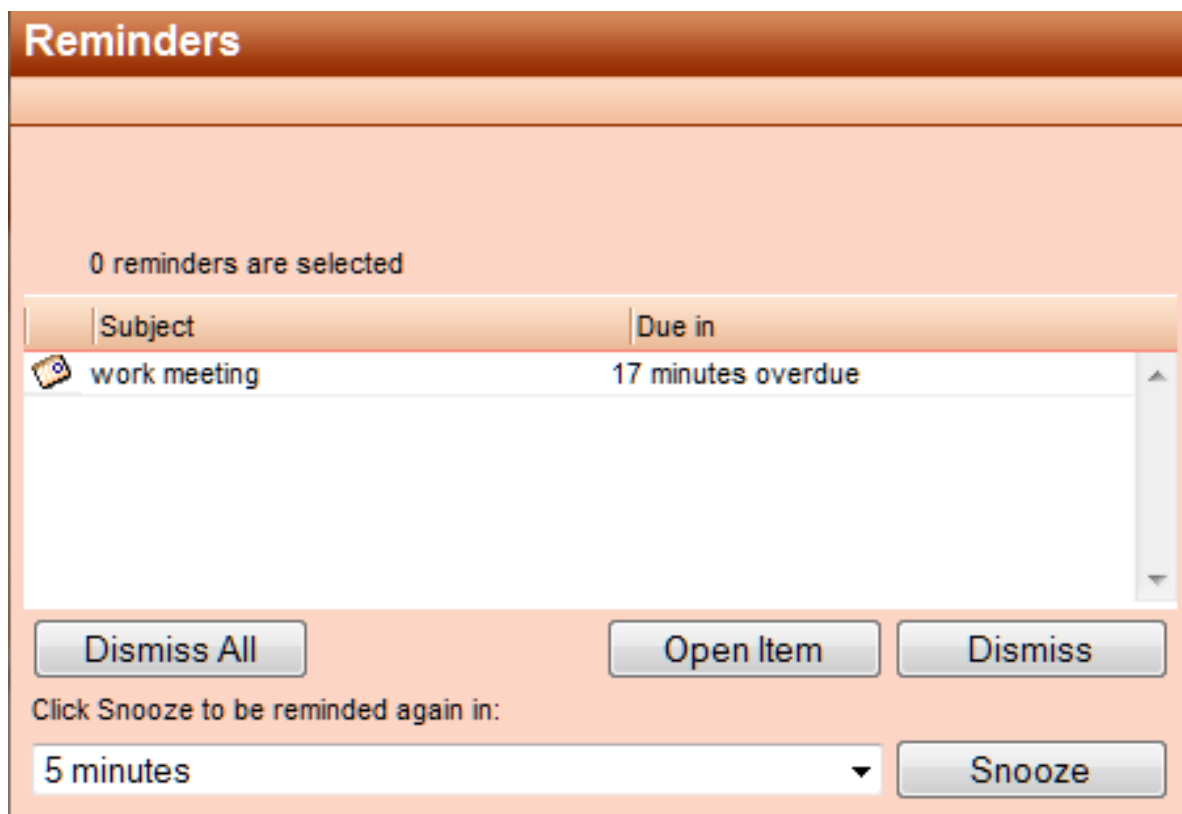 Reminders
0 reminders are selected
Subject Due in
work meeting 17 minutes overdue
Dismiss All Open Item Dismiss
Click Snooze to be reminded again in:
5 minutes Snooze